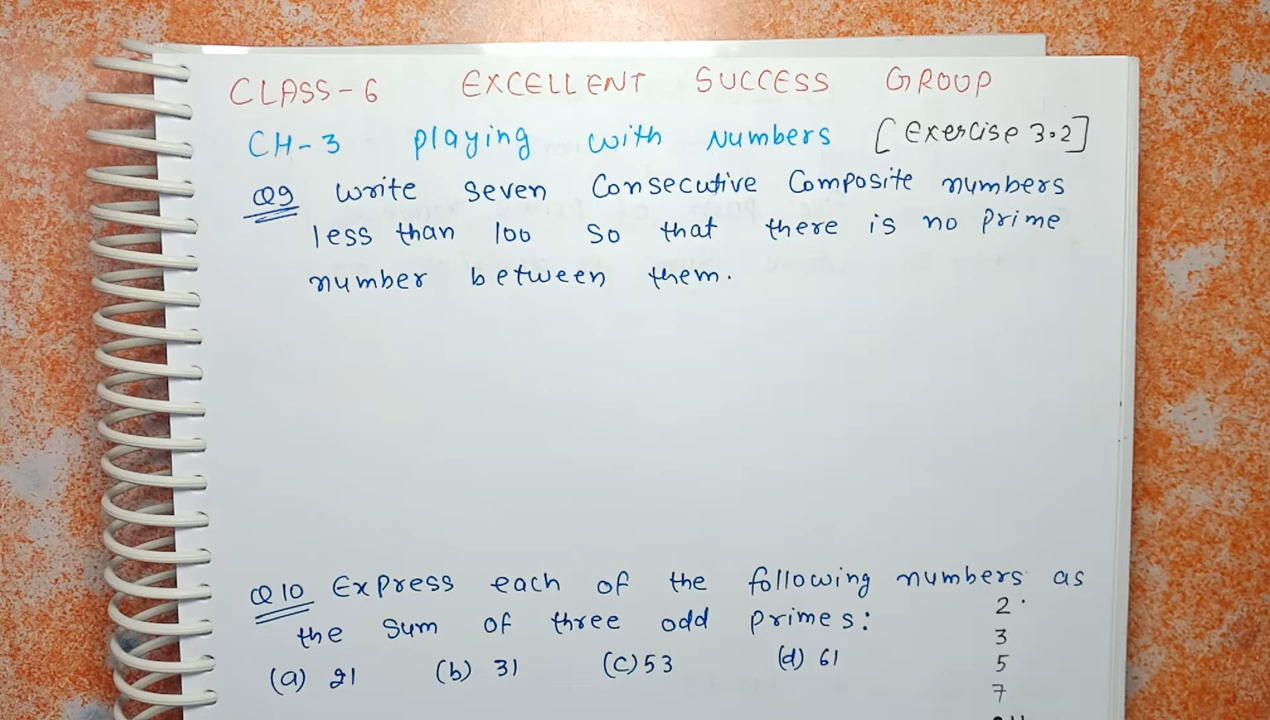 CLASS-6 EXCELLENT SUCCESS GROUP
CH-3 Playing with Numbers [Exercise 3.2]
Q9 Write seven Consecutive Composite numbers
less than 100 so that there is no prime
number between them.
Q10 Express each of the following numbers as
the sum of three odd primes:
(a) 21 (b) 31 (c) 53 (d) 61
2
3
5
7